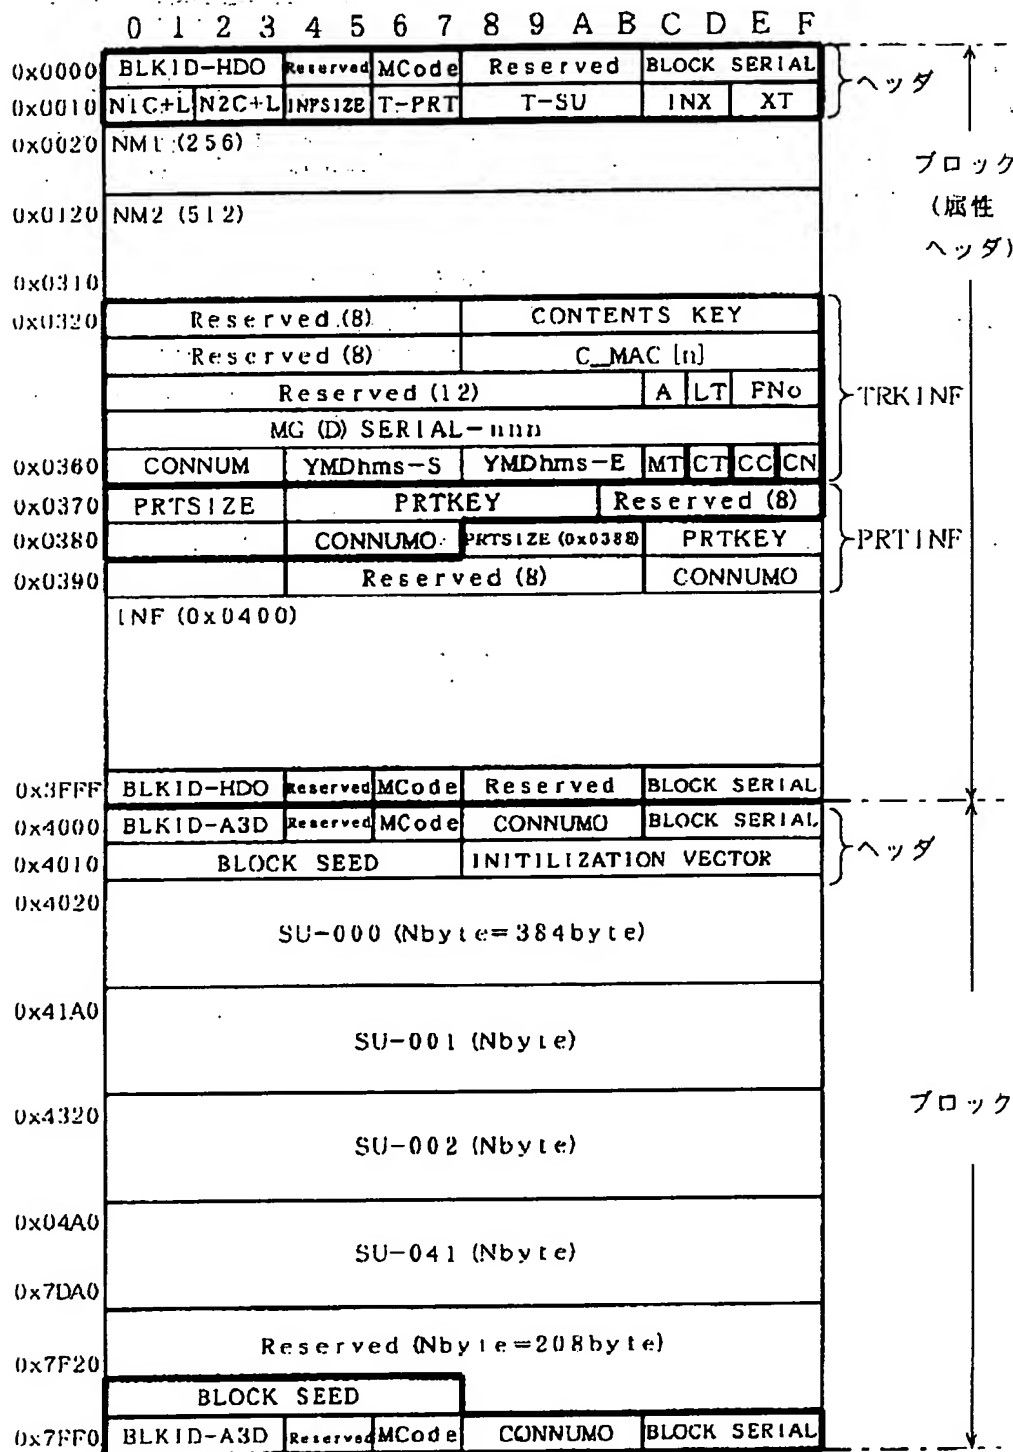 0 1 2 3 4 5 6 7 8 9 A B C D E F
0x0000 BLKID-HD0 Reserved MCode Reserved BLOCK SERIAL
ヘッダ
0x0010 N1C+L N2C+L INFSIZE T-PRT T-SU INX XT
0x0020 NM1 (256)
ブロック
(属性
ヘッダ)
0x0120 NM2 (512)
0x0310
0x0320 Reserved (8) CONTENTS KEY
Reserved (8) C_MAC [n]
Reserved (12) A LT FNo
TRKINF
MG (D) SERIAL-nnn
0x0360 CONNUM YMDhms-S YMDhms-E MT CT CC CN
0x0370 PRTSIZE PRTKEY Reserved (8)
0x0380 CONNUM0 PRTSIZE (0x0388) PRTKEY
PRTINF
0x0390 Reserved (8) CONNUM0
INF (0x0400)
0x3FFF BLKID-HD0 Reserved MCode Reserved BLOCK SERIAL
0x4000 BLKID-A3D Reserved MCode CONNUM0 BLOCK SERIAL
ヘッダ
0x4010 BLOCK SEED INITILIZATION VECTOR
0x4020
SU-000 (Nbyte=384byte)
0x41A0
SU-001 (Nbyte)
0x4320
ブロック
SU-002 (Nbyte)
0x04A0
SU-041 (Nbyte)
0x7DA0
Reserved (Nbyte=208byte)
0x7F20
BLOCK SEED
0x7FF0 BLKID-A3D Reserved MCode CONNUM0 BLOCK SERIAL